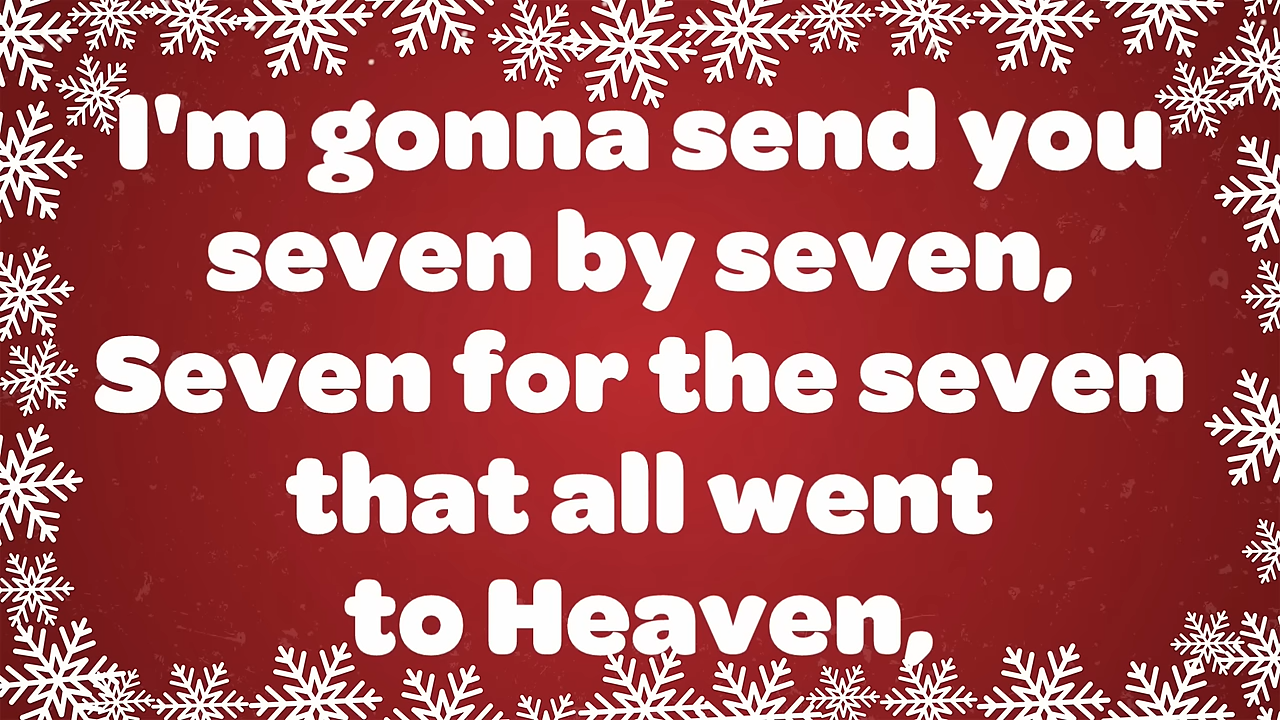 I'm gonna send you
seven by seven,
Seven for the seven
that all went
to Heaven,